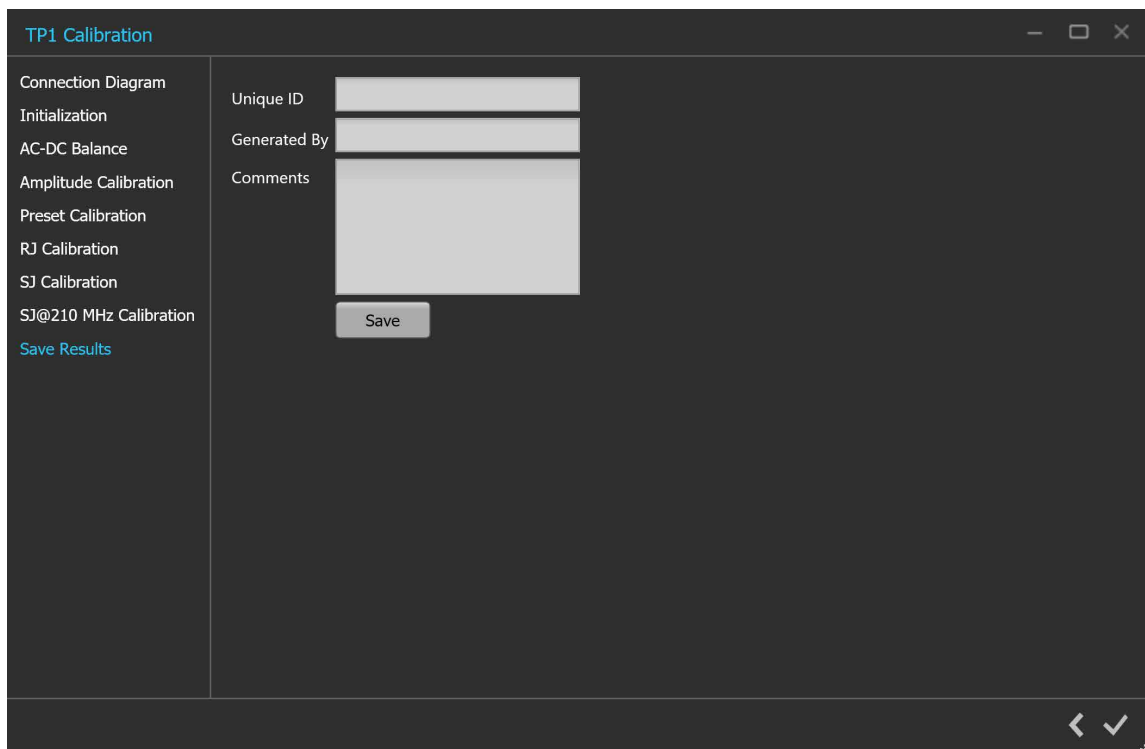 TP1 Calibration
Connection Diagram
Initialization
AC-DC Balance
Amplitude Calibration
Preset Calibration
RJ Calibration
SJ Calibration
SJ@210 MHz Calibration
Save Results
Unique ID
Generated By
Comments
Save